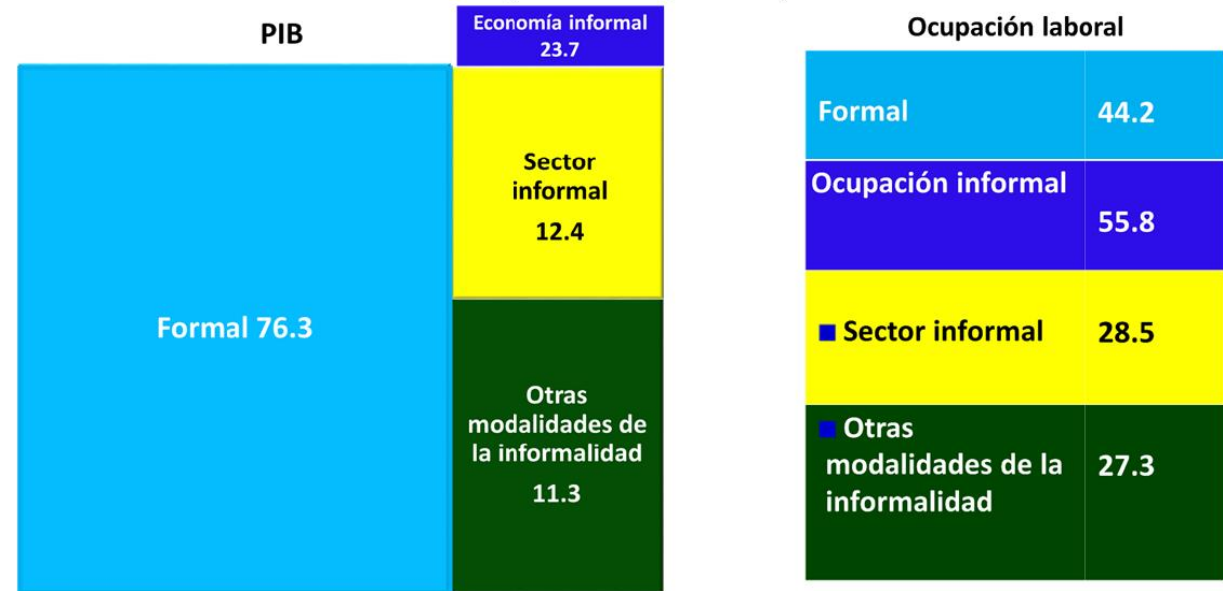 PIB
Economía informal
23.7
Formal 76.3
Sector
informal
12.4
Otras
modalidades de
la informalidad
11.3
Ocupación laboral
Formal 44.2
Ocupación informal
55.8
Sector informal 28.5
Otras
modalidades de la 27.3
informalidad